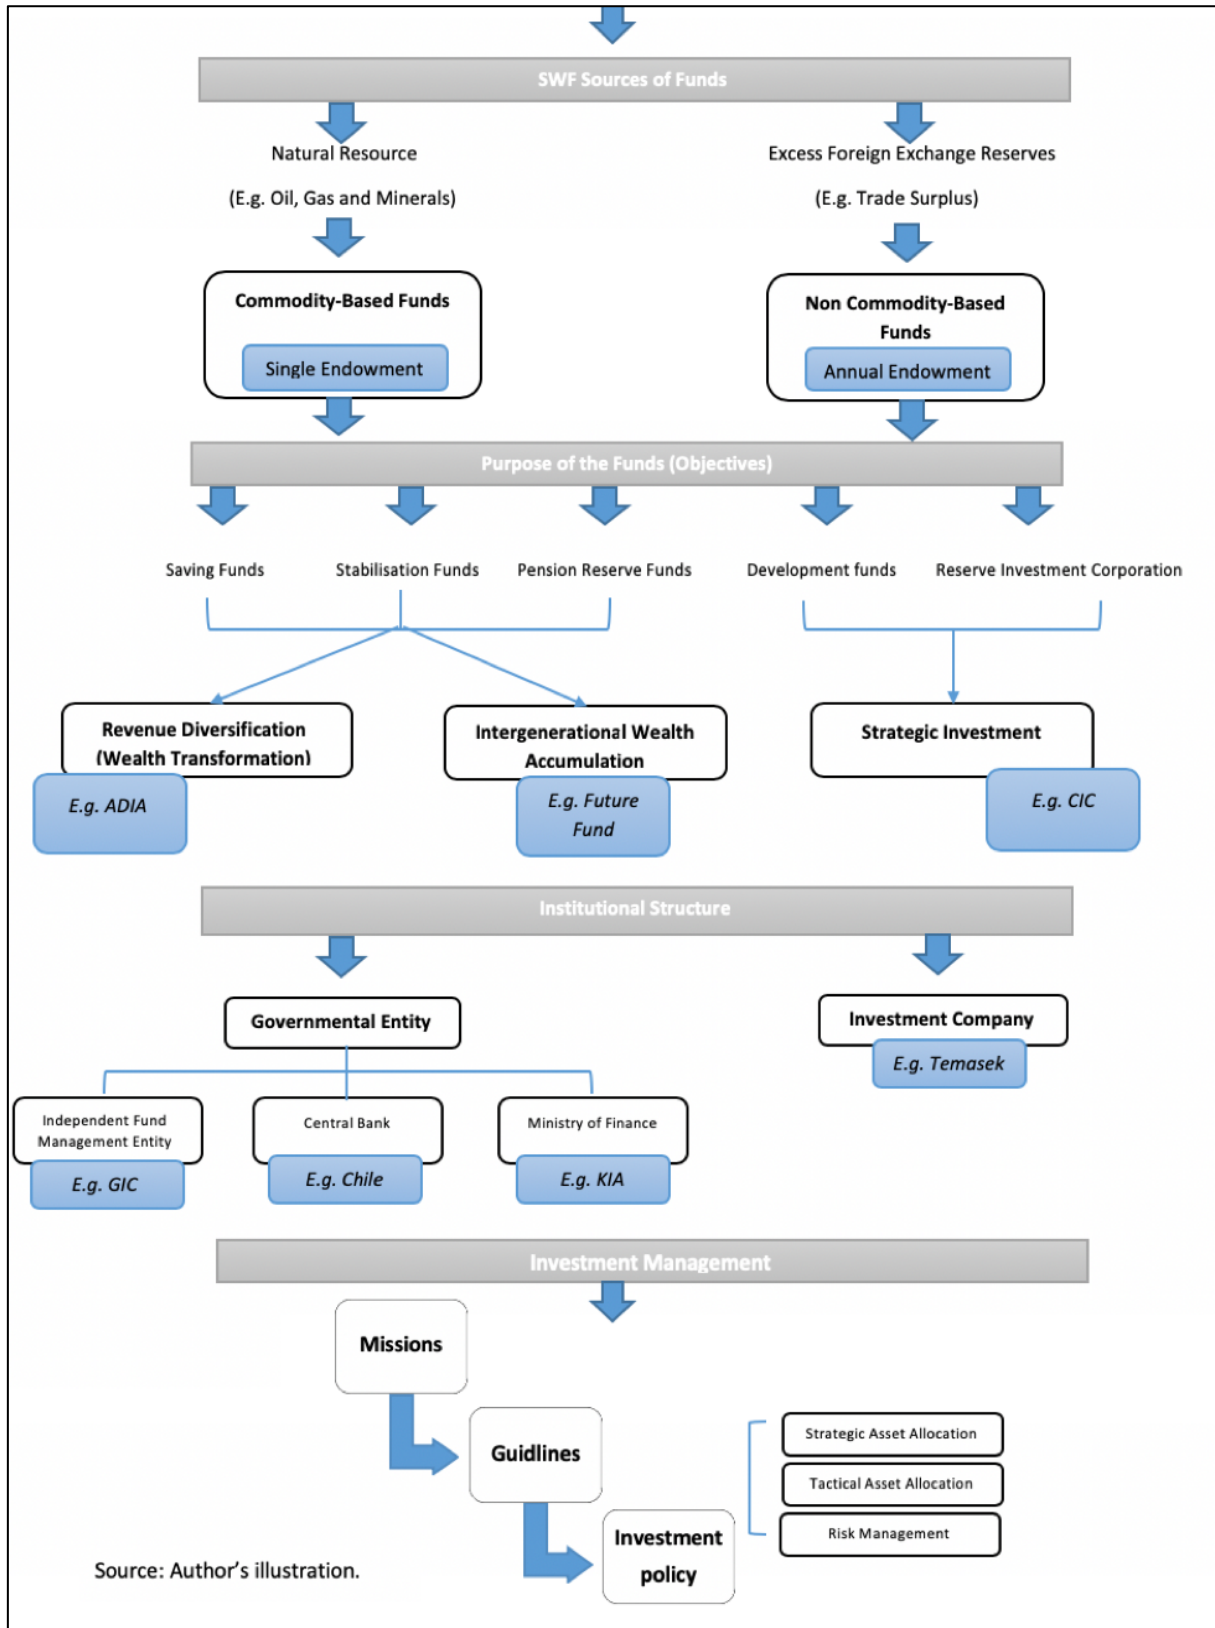 SWF Sources of Funds
Natural Resource
(E.g. Oil, Gas and Minerals)
Excess Foreign Exchange Reserves
(E.g. Trade Surplus)
Commodity-Based Funds
Single Endowment
Non Commodity-Based
Funds
Annual Endowment
Purpose of the Funds (Objectives)
Saving Funds
Stabilisation Funds
Pension Reserve Funds
Development funds
Reserve Investment Corporation
Revenue Diversification
(Wealth Transformation)
E.g. ADIA
Intergenerational Wealth
Accumulation
E.g. Future
Fund
Strategic Investment
E.g. CIC
Institutional Structure
Governmental Entity
Investment Company
E.g. Temasek
Independent Fund
Management Entity
E.g. GIC
Central Bank
E.g. Chile
Ministry of Finance
E.g. KIA
Investment Management
Missions
Guidlines
Investment
policy
Strategic Asset Allocation
Tactical Asset Allocation
Risk Management
Source: Author's illustration.